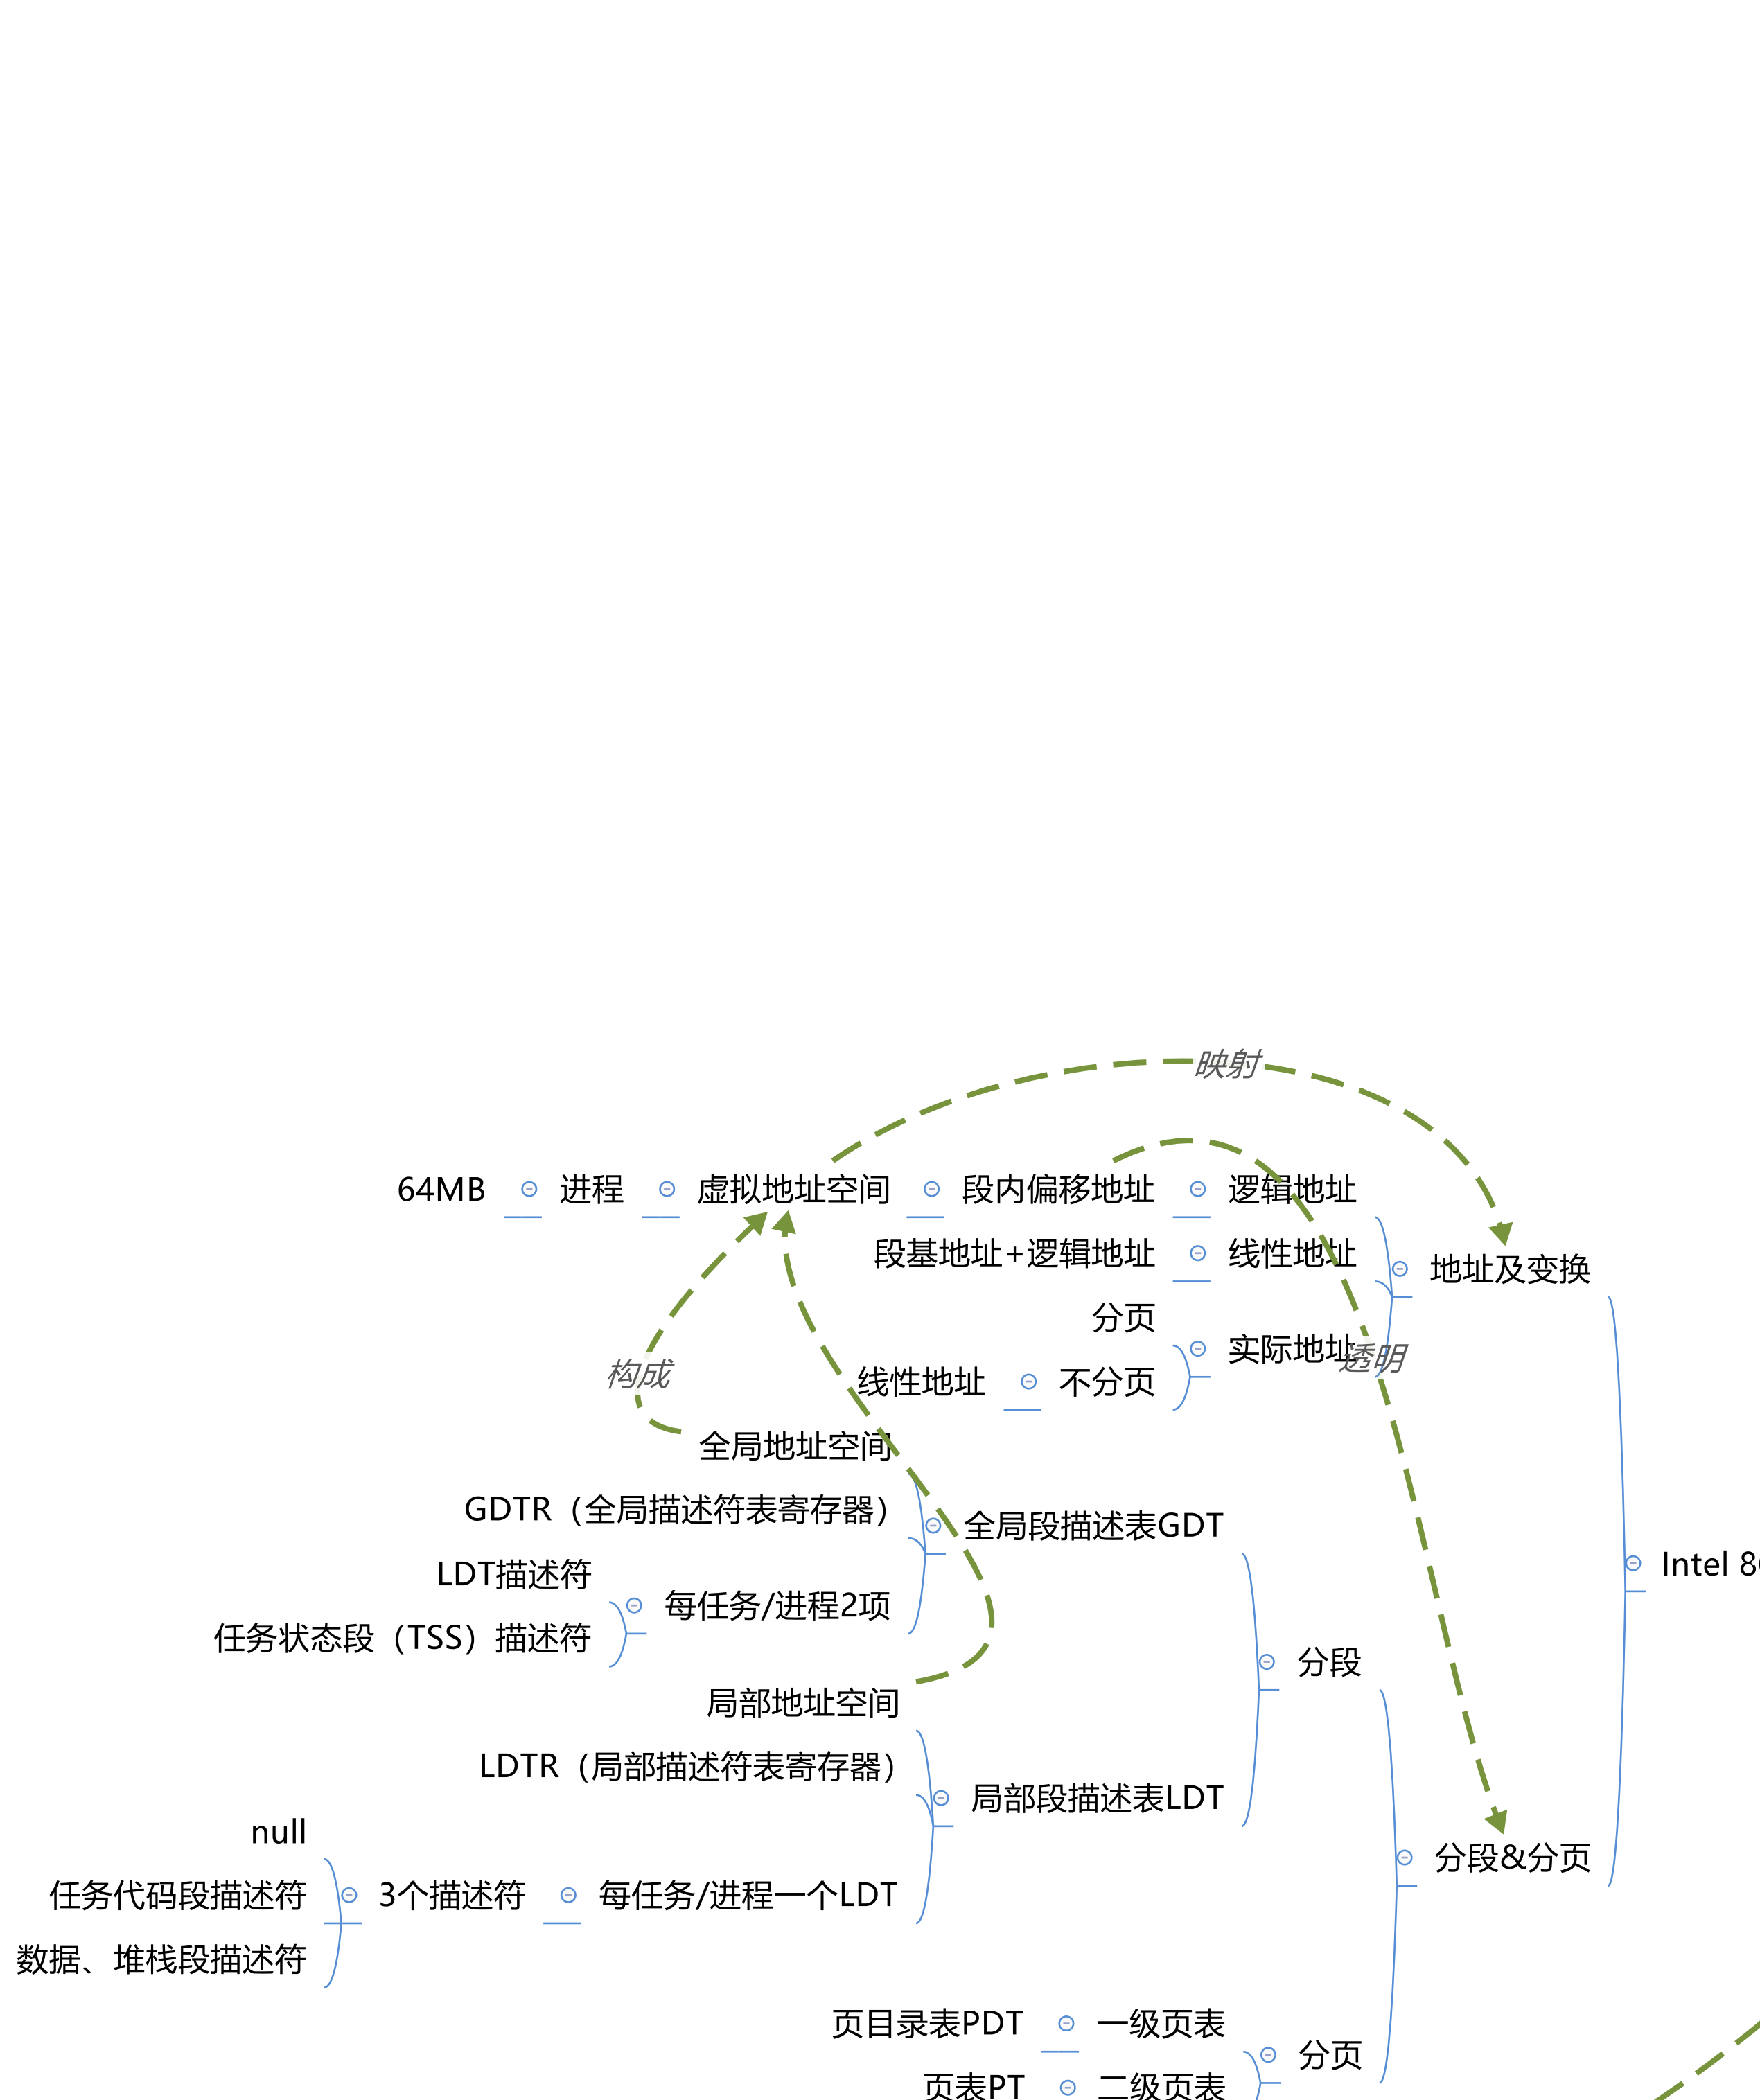 映射
64MB 进程 虚拟地址空间 段内偏移地址 逻辑地址
段基地址+逻辑地址 线性地址
地址及变换
分页
实际地址
透明
构成
线性地址 不分页
全局地址空间
GDTR（全局描述符表寄存器）
全局段描述表GDT
Intel
LDT描述符
每任务/进程2项
任务状态段（TSS）描述符
分段
局部地址空间
LDTR（局部描述符表寄存器）
局部段描述表LDT
null
分段&分页
任务代码段描述符 3个描述符 每任务/进程一个LDT
数据、堆栈段描述符
页目录表PDT 一级页表
分页
页表PT 二级页表